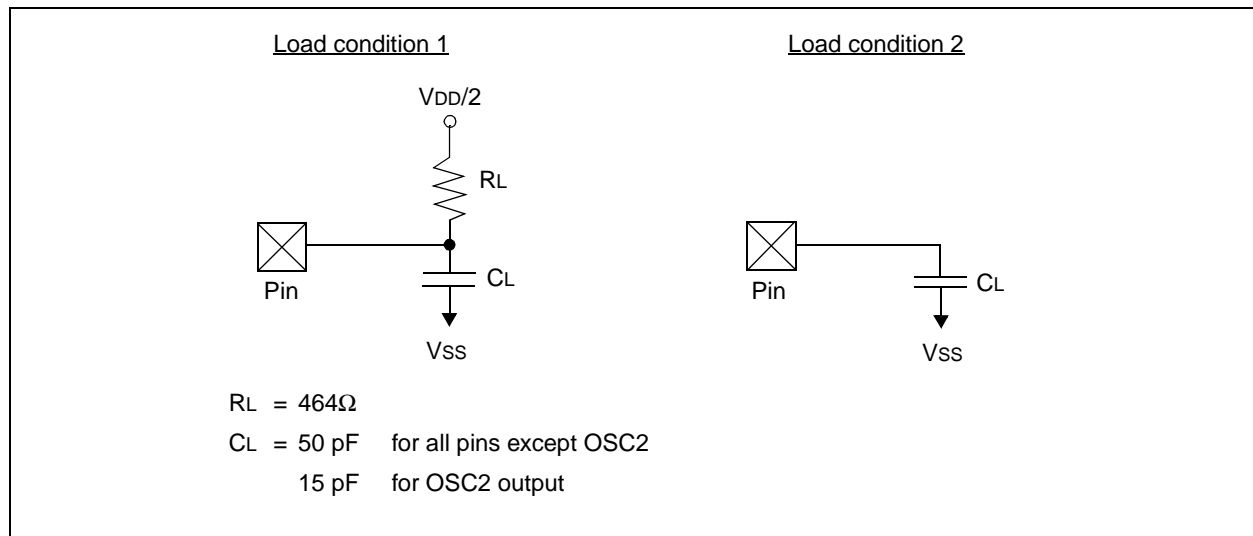 Load condition 1
VDD/2
RL
Pin
CL
VSS
Load condition 2
Pin
CL
VSS
RL = 464Ω
CL = 50 pF for all pins except OSC2
15 pF for OSC2 output